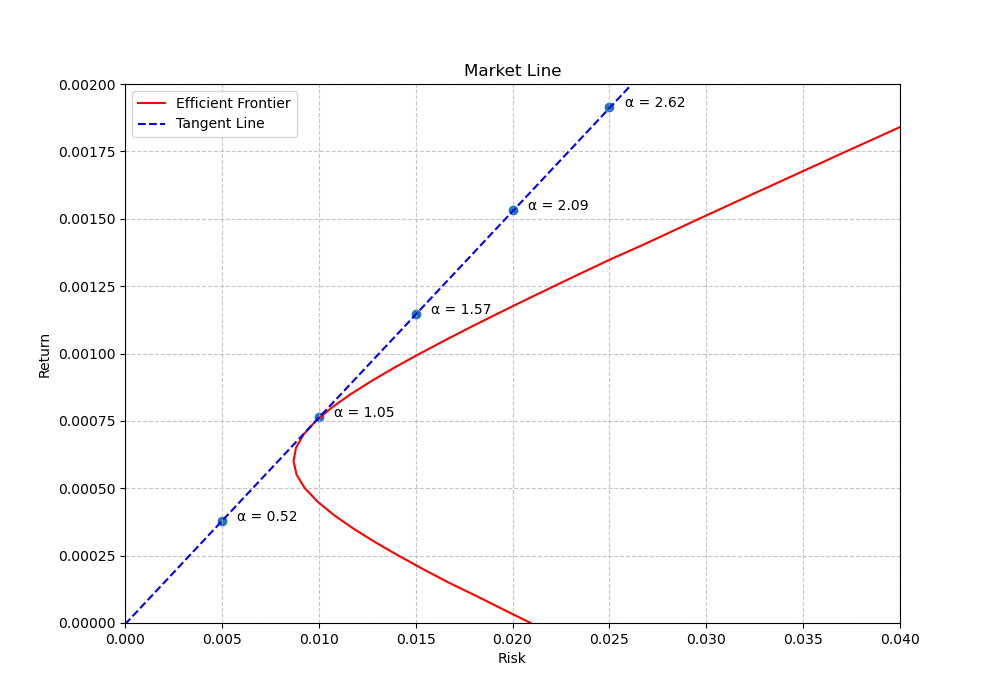 Market Line
0.00200
0.00175
0.00150
0.00125
0.00100
0.00075
0.00050
0.00025
0.00000
Return
Efficient Frontier
Tangent Line
α = 2.62
α = 2.09
α = 1.57
α = 1.05
α = 0.52
0.000 0.005 0.010 0.015 0.020 0.025 0.030 0.035 0.040
Risk